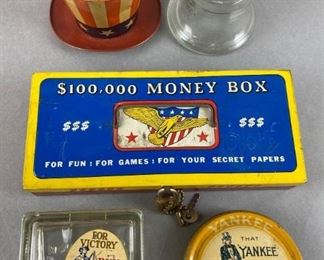 $100,000 MONEY BOX
$$$ $$$
FOR FUN : FOR GAMES : FOR YOUR SECRET PAPERS
FOR
VICTORY
YANKEE
THAT
YANKEE